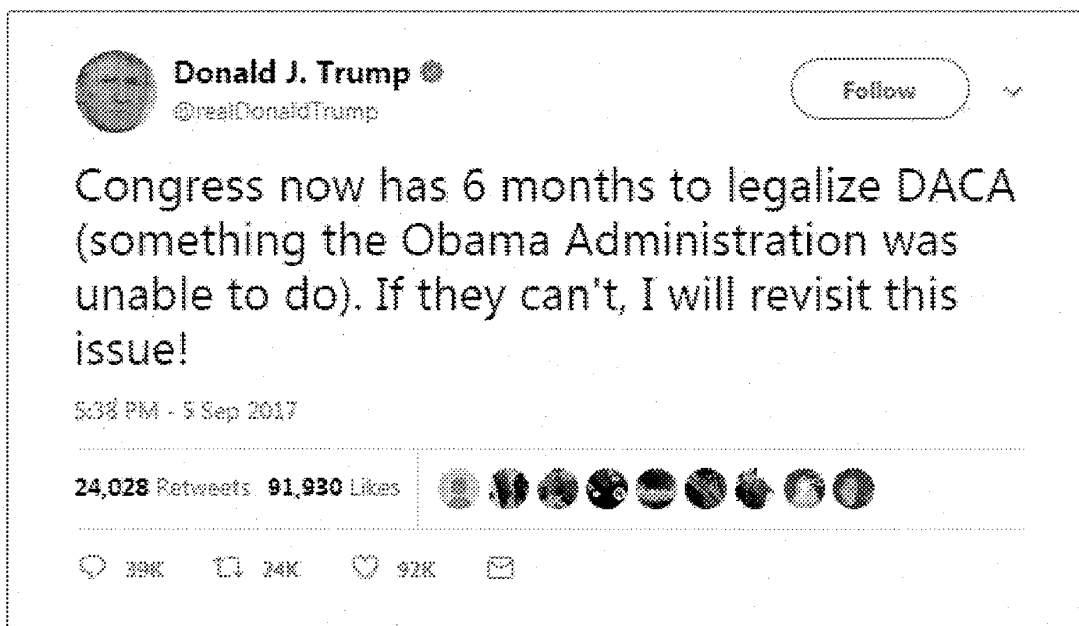 Donald J. Trump
@realDonaldTrump
Follow
Congress now has 6 months to legalize DACA
(something the Obama Administration was
unable to do). If they can't, I will revisit this
issue!
5:38 PM - 5 Sep 2017
24,028 Retweets 91,930 Likes
39K 24K 92K